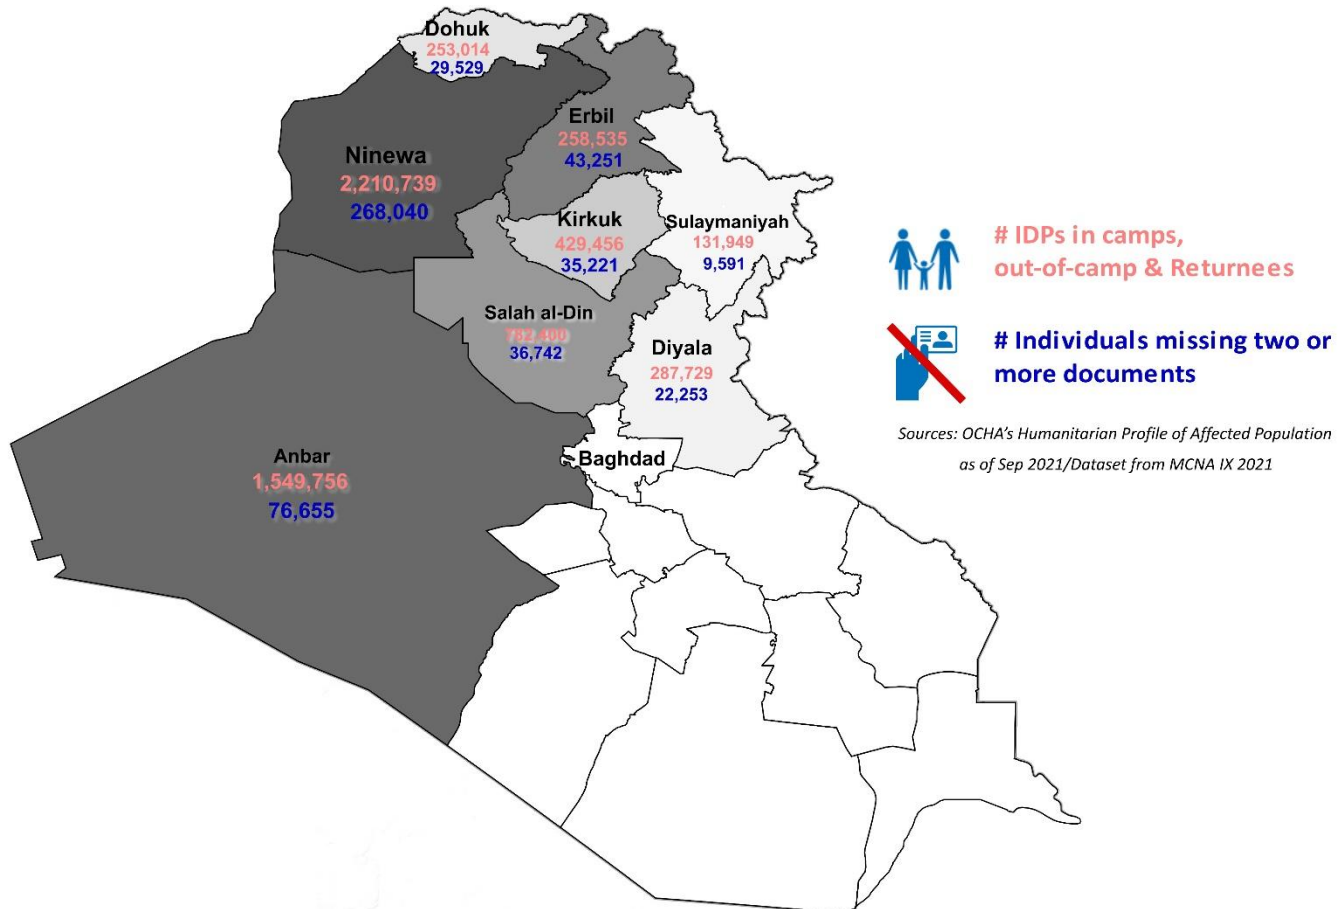 Dohuk
253,014
29,529
Erbil
258,535
43,251
Ninewa
2,210,739
268,040
Kirkuk
429,456
35,221
Sulaymaniyah
131,949
9,591
Salah al-Din
782,400
36,742
Diyala
287,729
22,253
Baghdad
Anbar
1,549,756
76,655
# IDPs in camps,
out-of-camp & Returnees
# Individuals missing two or
more documents
Sources: OCHA's Humanitarian Profile of Affected Population
as of Sep 2021/Dataset from MCNA IX 2021